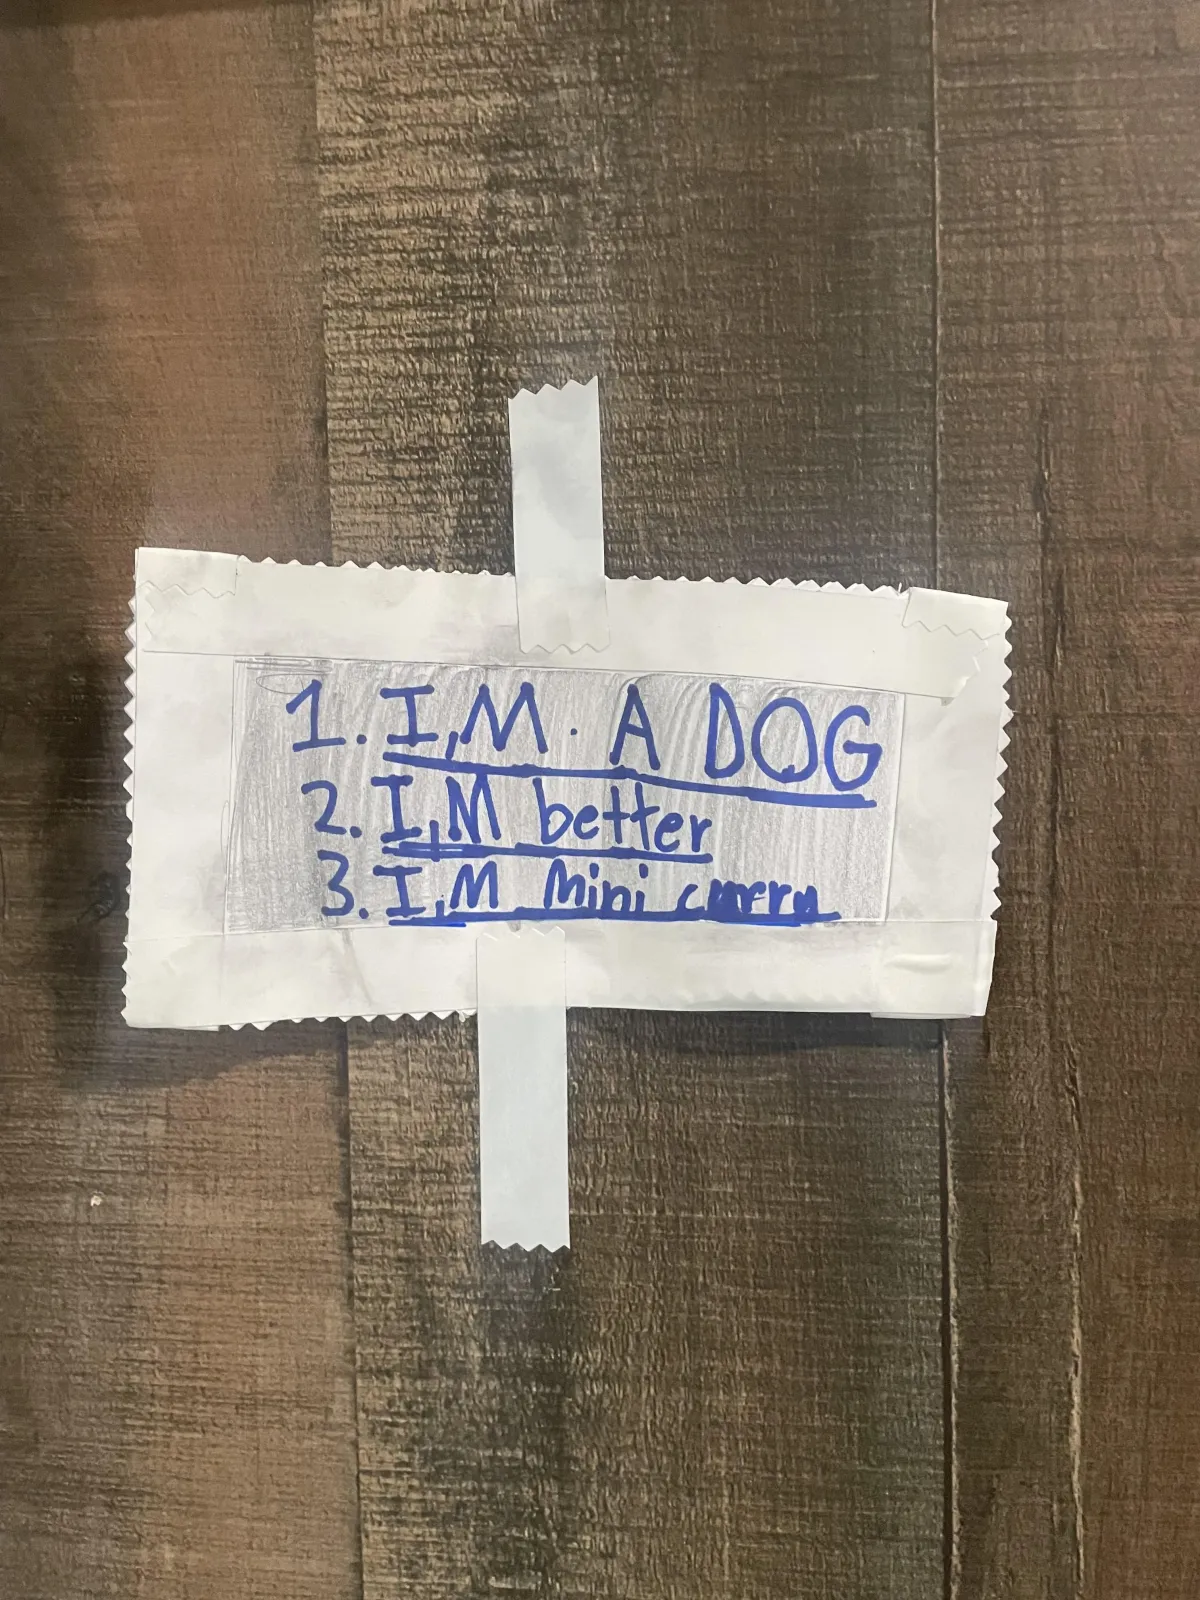 1. I,M. A DOG
2. I,M better
3. I,M Mini